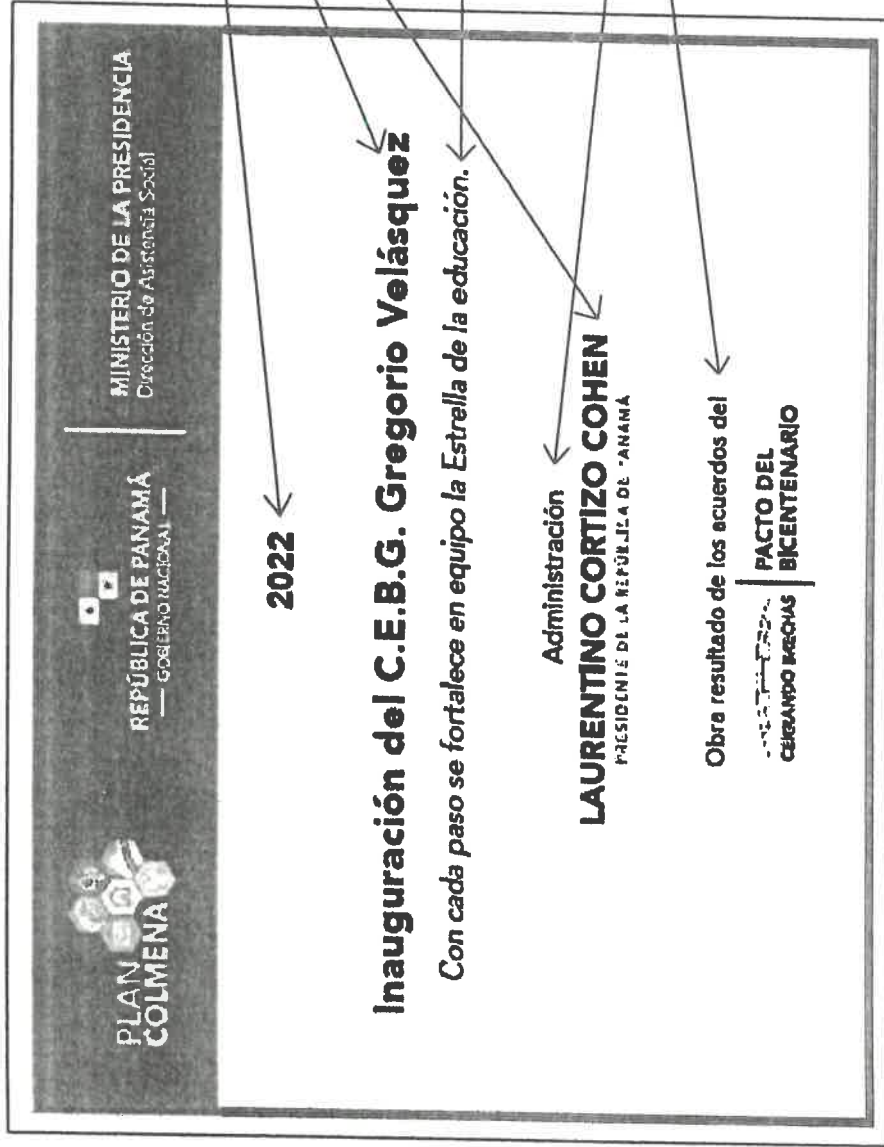 PLAN
COLMENA
REPÚBLICA DE PANAMÁ
— GOBIERNO NACIONAL —
MINISTERIO DE LA PRESIDENCIA
Dirección de Asistencia Social
2022
Inauguración del C.E.B.G. Gregorio Velásquez
Con cada paso se fortalece en equipo la Estrella de la educación.
Administración
LAURENTINO CORTIZO COHEN
PRESIDENTE DE LA REPÚBLICA DE PANAMÁ
Obra resultado de los acuerdos del
CERRANDO BRECHAS
PACTO DEL
BICENTENARIO